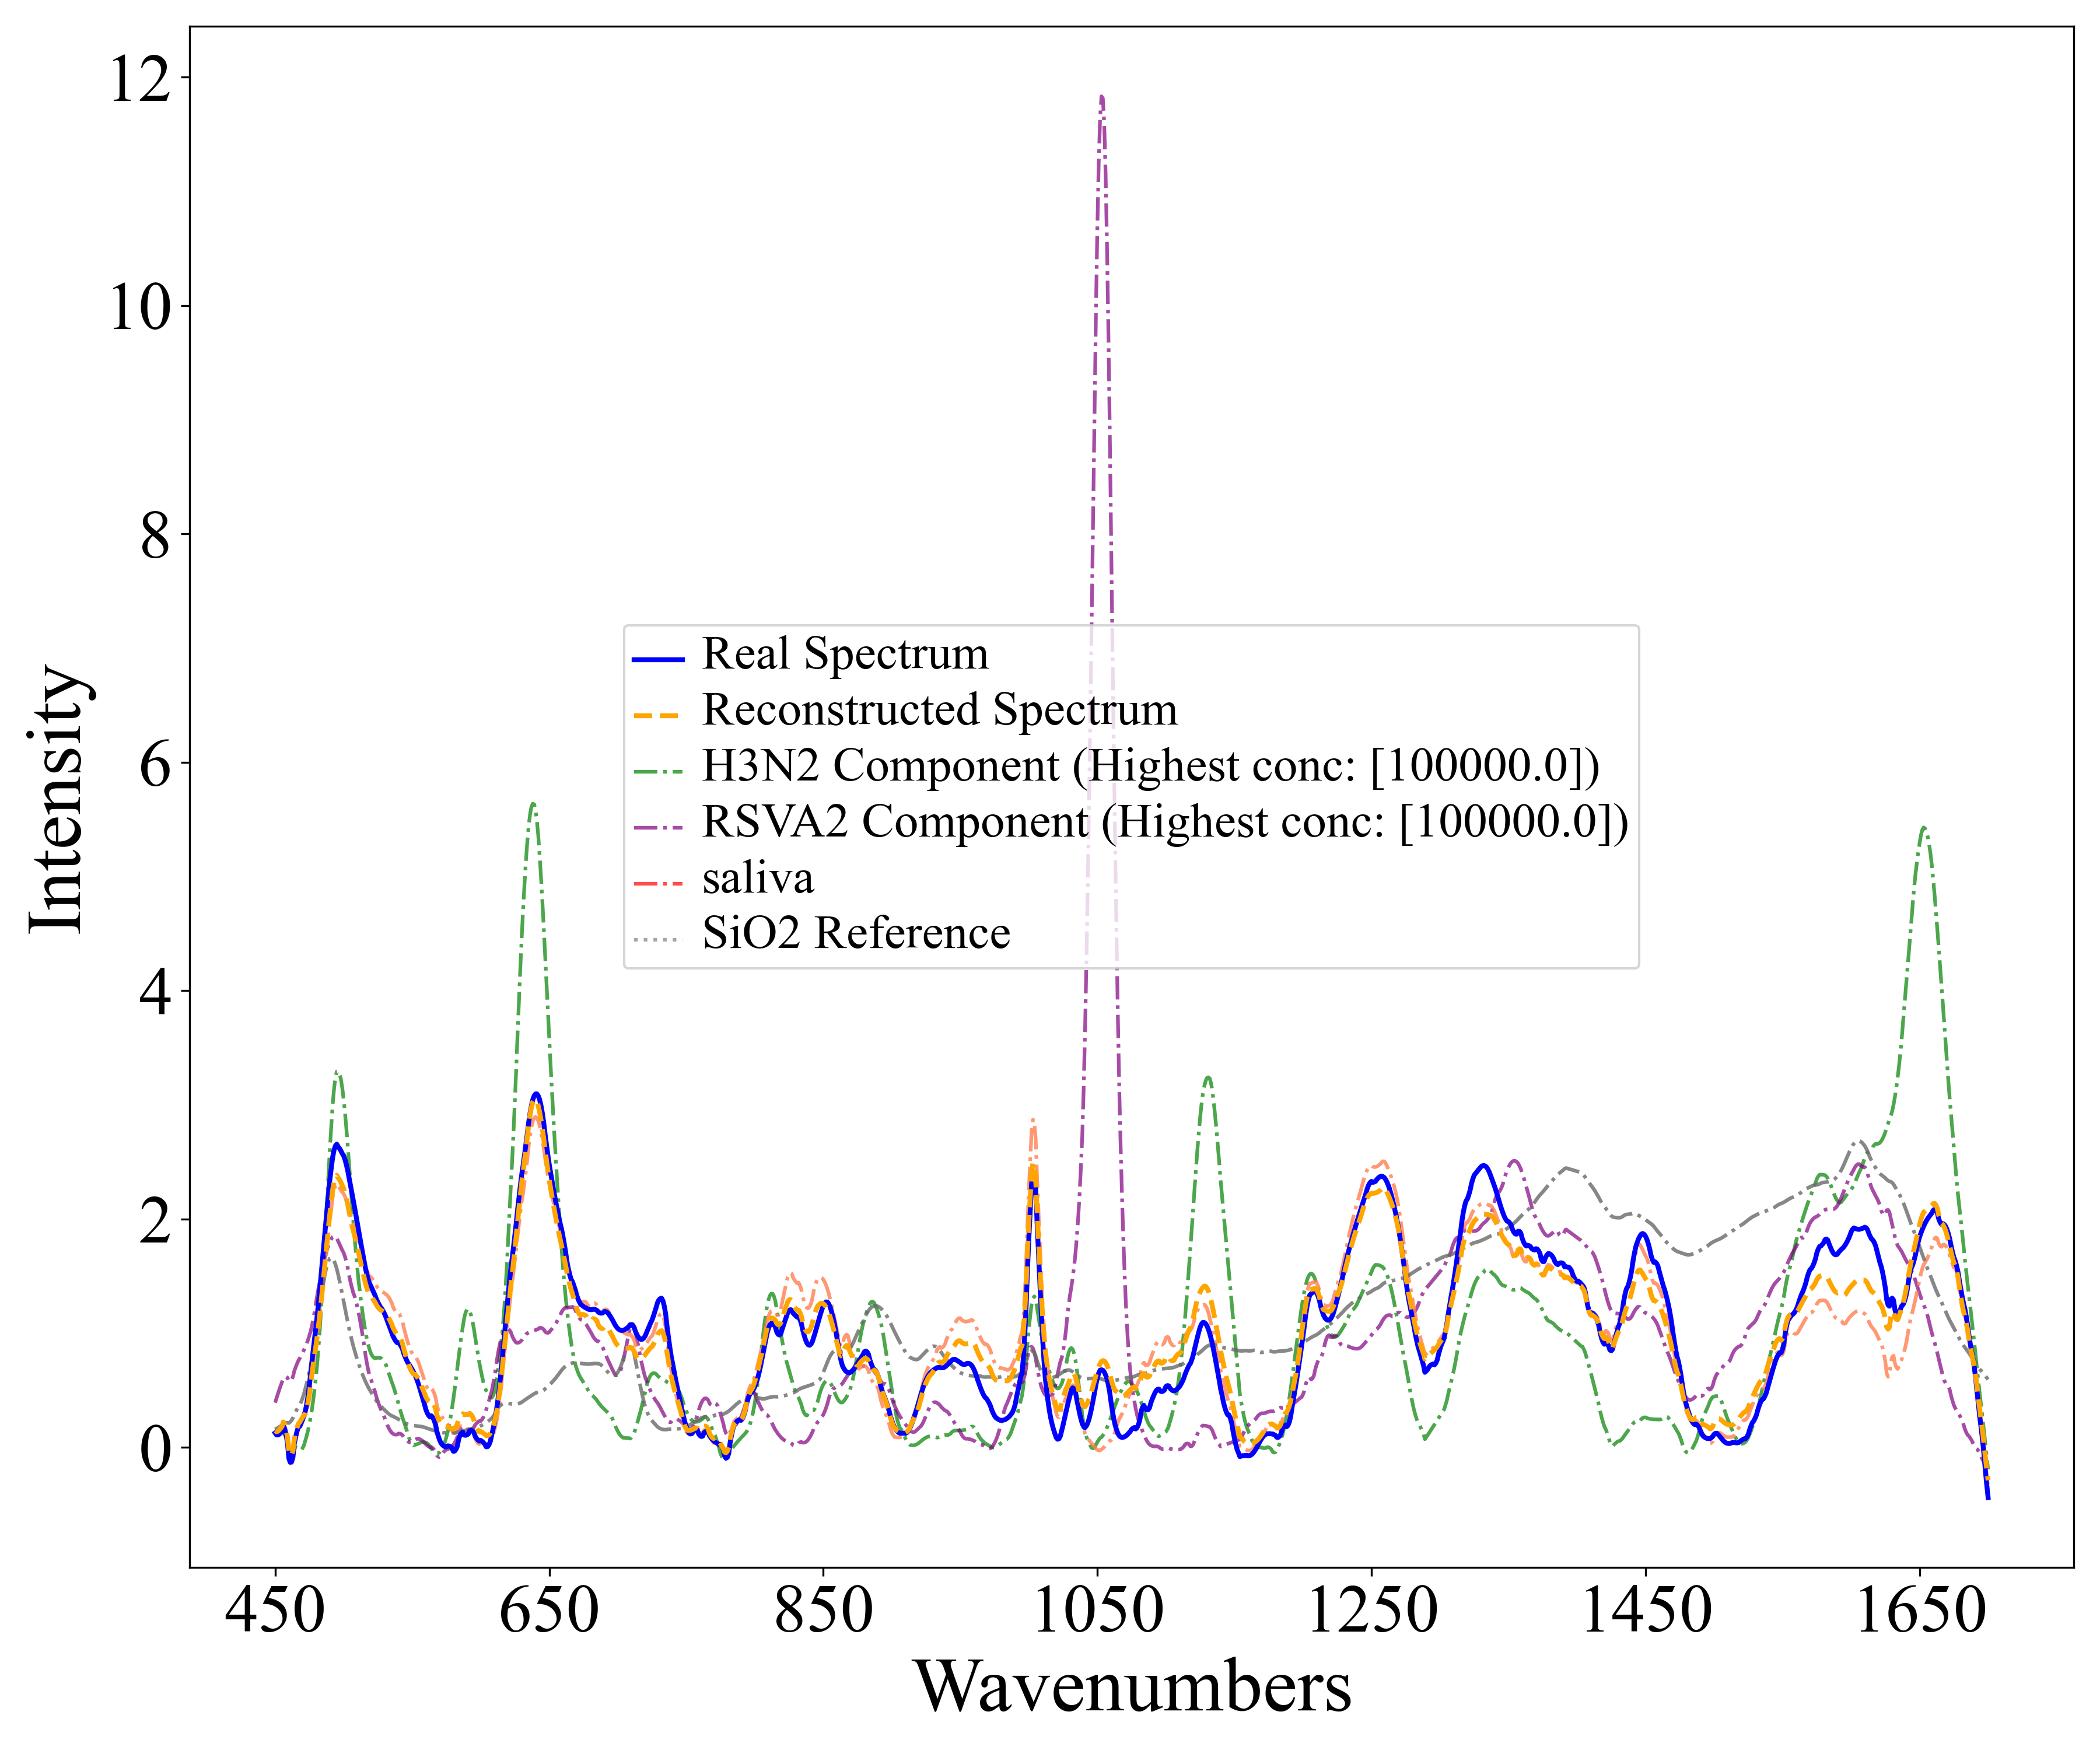 12
10
8
6
4
2
0
Intensity
Real Spectrum
Reconstructed Spectrum
H3N2 Component (Highest conc: [100000.0])
RSVA2 Component (Highest conc: [100000.0])
saliva
SiO2 Reference
450 650 850 1050 1250 1450 1650
Wavenumbers